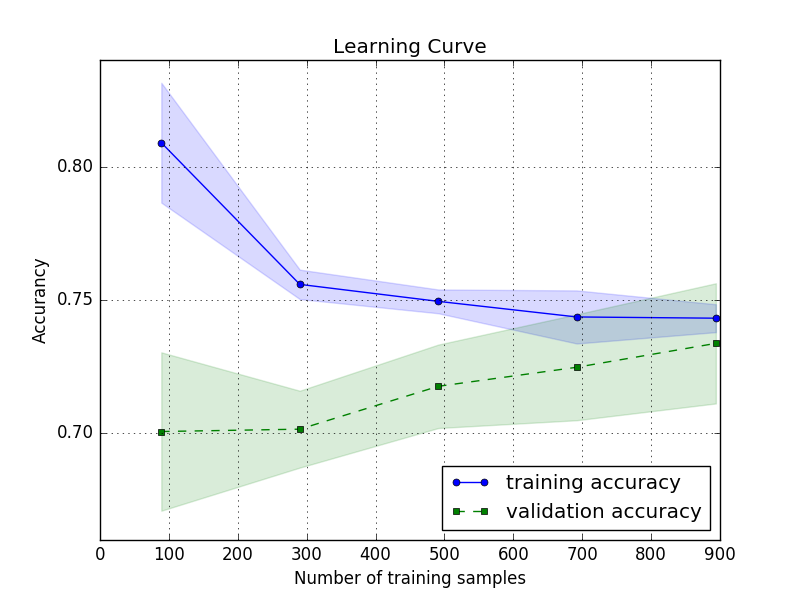 Learning Curve
0.80
0.75
0.70
Accurancy
training accuracy
validation accuracy
0 100 200 300 400 500 600 700 800 900
Number of training samples